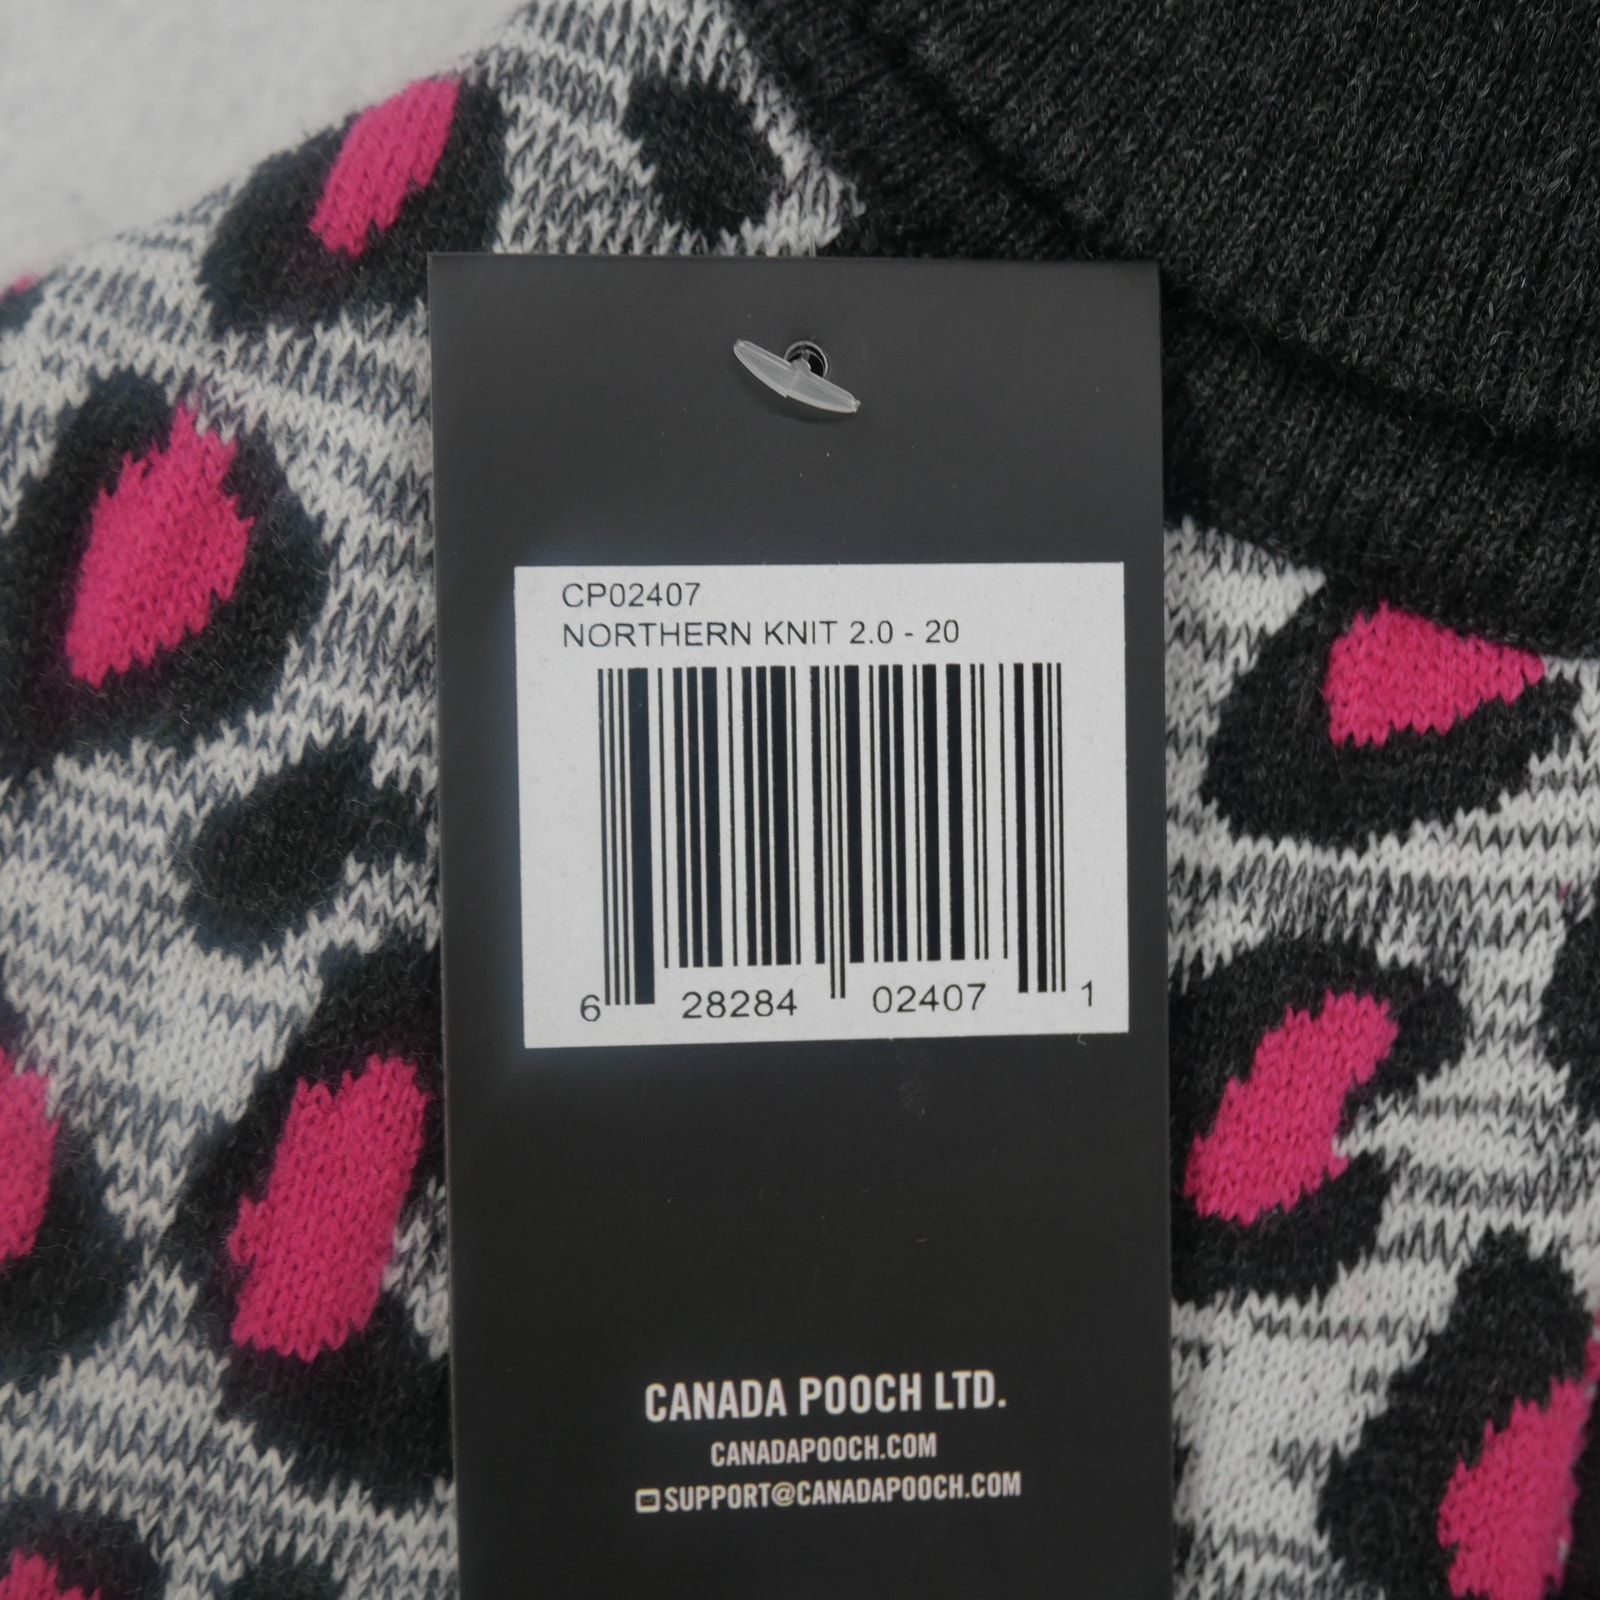 CP02407
NORTHERN KNIT 2.0 - 20
6 28284 02407 1
CANADA POOCH LTD.
CANADAPOOCH.COM
SUPPORT@CANADAPOOCH.COM